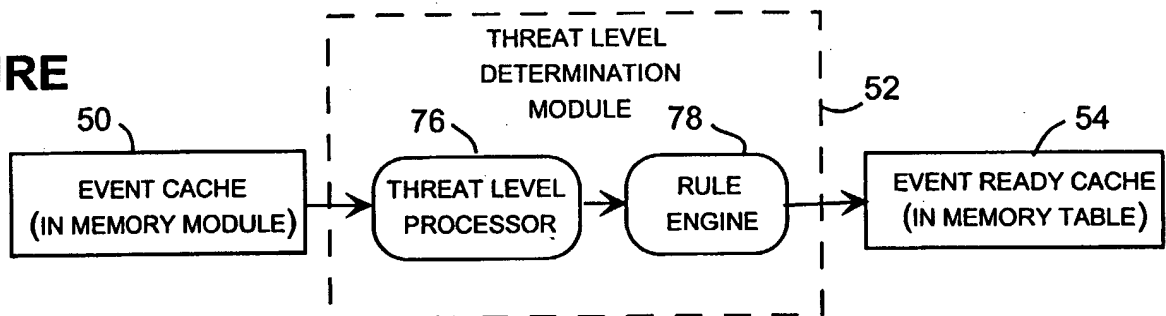 THREAT LEVEL
DETERMINATION
MODULE
URE
50
76
78
52
54
EVENT CACHE
(IN MEMORY MODULE)
THREAT LEVEL
PROCESSOR
RULE
ENGINE
EVENT READY CACHE
(IN MEMORY TABLE)